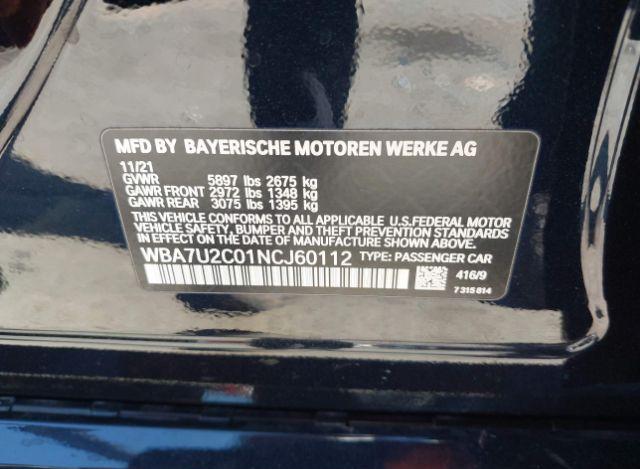 MFD BY BAYERISCHE MOTOREN WERKE AG
11/21
GVWR 5897 lbs 2675 kg
GAWR FRONT 2972 lbs 1348 kg
GAWR REAR 3075 lbs 1395 kg
THIS VEHICLE CONFORMS TO ALL APPLICABLE U.S.FEDERAL MOTOR
VEHICLE SAFETY, BUMPER, AND THEFT PREVENTION STANDARDS
IN EFFECT ON THE DATE OF MANUFACTURE SHOWN ABOVE.
WBA7U2C01NCJ60112 TYPE: PASSENGER CAR
416/9
7 315 814